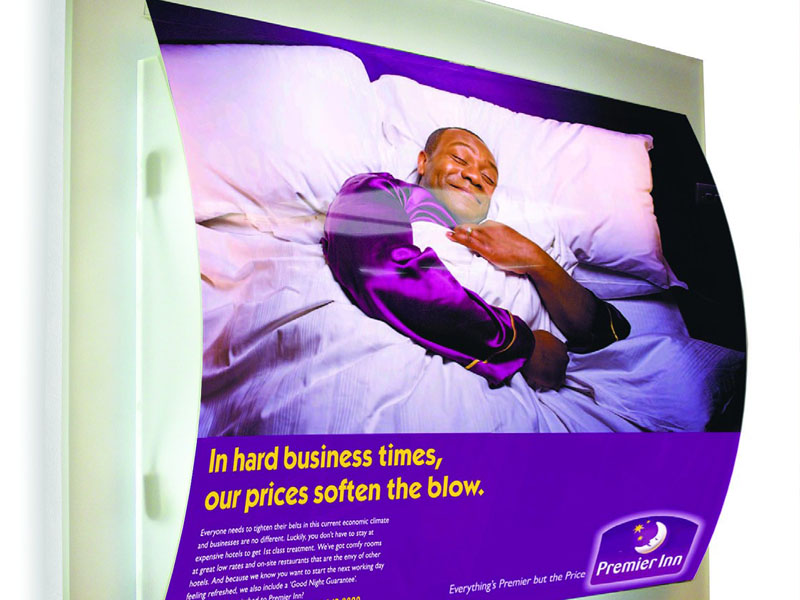 In hard business times,
our prices soften the blow.
Everyone needs to tighten their belts in this current economic climate
and businesses are no different. Luckily, you don't have to stay at
expensive hotels to get 1st class treatment. We've got comfy rooms
at great low rates and on-site restaurants that are the envy of other
hotels. And because we know you want to start the next working day
feeling refreshed, we also include a 'Good Night Guarantee'.
to Premier Inn!
Everything's Premier but the Price
Premier Inn